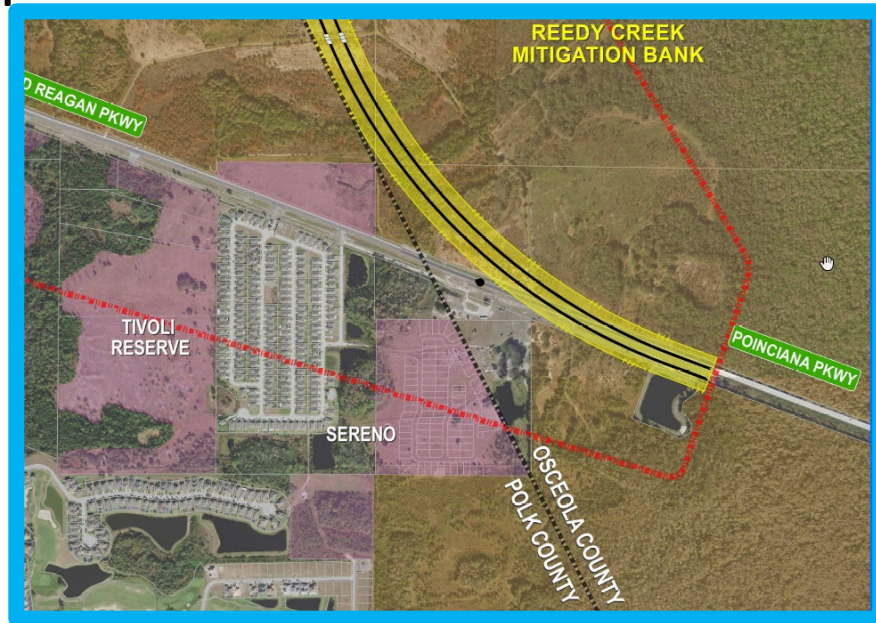 REEDY CREEK
MITIGATION BANK
D REAGAN PKWY
TIVOLI
RESERVE
POINCIANA PKWY
SERENO
OSCEOLA COUNTY
POLK COUNTY